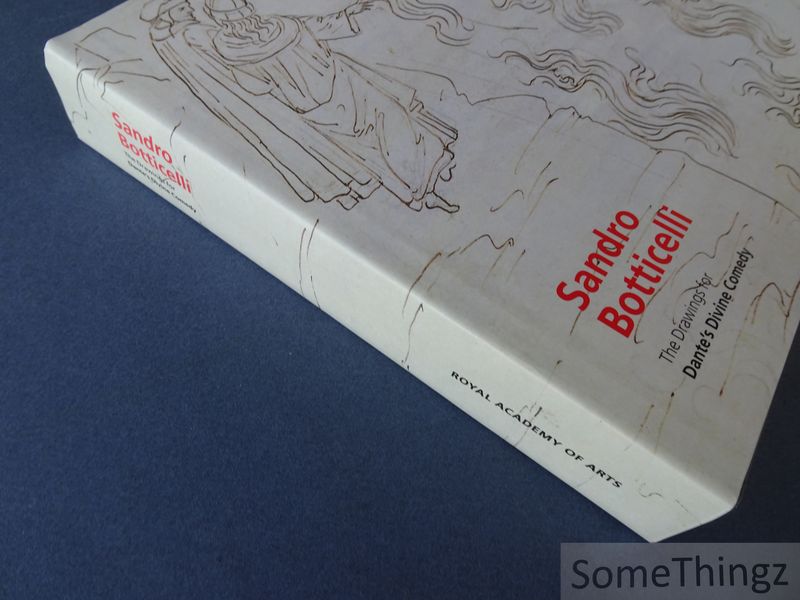 Sandro
Botticelli
The Drawings for
Dante's Divine Comedy
Sandro
Botticelli
The Drawings for
Dante's Divine Comedy
ROYAL ACADEMY OF ARTS
SomeThingz